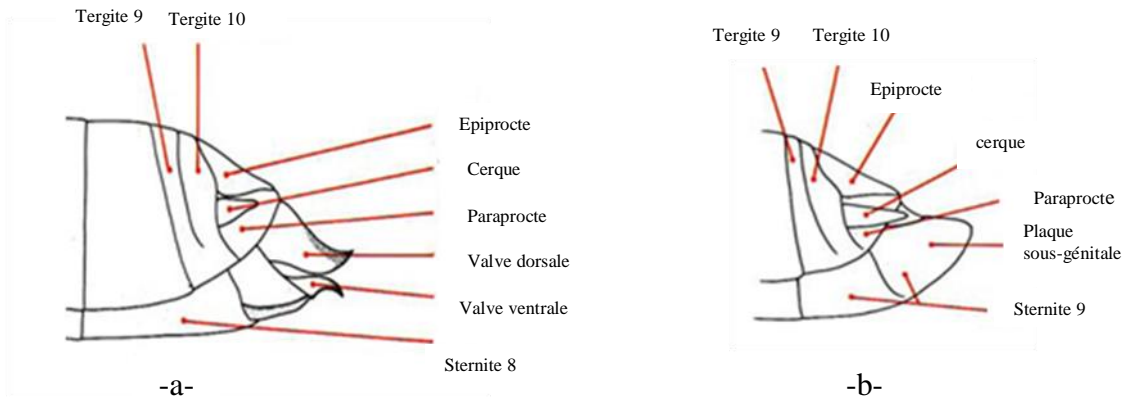 Tergite 9
Tergite 10
Epiprocte
Cerque
Paraprocte
Valve dorsale
Valve ventrale
Sternite 8
-a-
Tergite 9
Tergite 10
Epiprocte
cerque
Paraprocte
Plaque
sous-génitale
Sternite 9
-b-